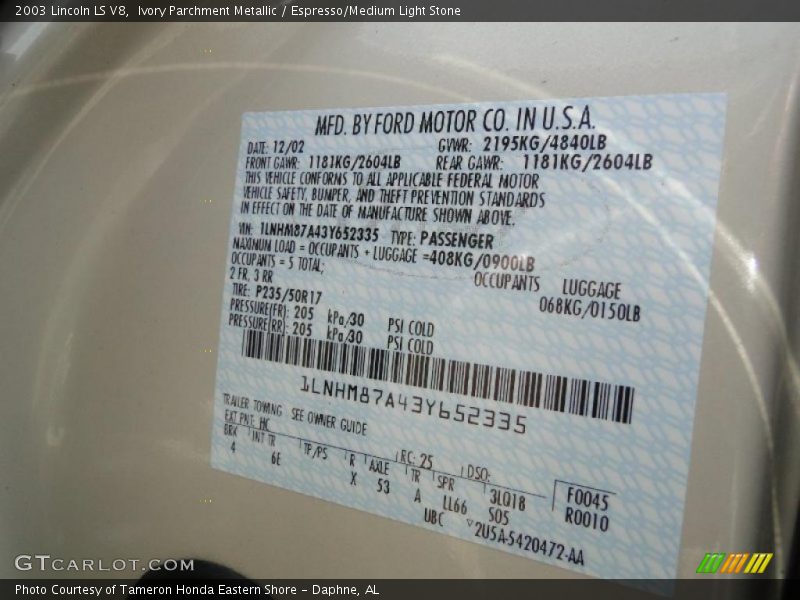 2003 Lincoln LS V8,  Ivory Parchment Metallic / Espresso/Medium Light Stone
MFD. BY FORD MOTOR CO. IN U.S.A.
DATE: 12/02 GVWR: 2195KG/4840LB
FRONT GAWR: 1181KG/2604LB REAR GAWR: 1181KG/2604LB
THIS VEHICLE CONFORMS TO ALL APPLICABLE FEDERAL MOTOR
VEHICLE SAFETY, BUMPER, AND THEFT PREVENTION STANDARDS
IN EFFECT ON THE DATE OF MANUFACTURE SHOWN ABOVE.
VIN: 1LNHM87A43Y652335 TYPE: PASSENGER
MAXIMUM LOAD = OCCUPANTS + LUGGAGE =408KG/0900LB
OCCUPANTS = 5 TOTAL; OCCUPANTS LUGGAGE
2 FR, 3 RR 068KG/0150LB
TIRE: P235/50R17
PRESSURE(FR): 205 kPa/30 PSI COLD
PRESSURE(RR): 205 kPa/30 PSI COLD
1LNHM87A43Y652335
TRAILER TOWING SEE OWNER GUIDE
EXT PNT: HC RC: 25 DSO:
BRK INT TR TP/PS R AXLE TR SPR F0045
4 6E X 53 A LL66 3LQ18 R0010
UBC S05
▽2U5A-5420472-AA
GTCARLOT.COM
Photo Courtesy of Tameron Honda Eastern Shore – Daphne, AL